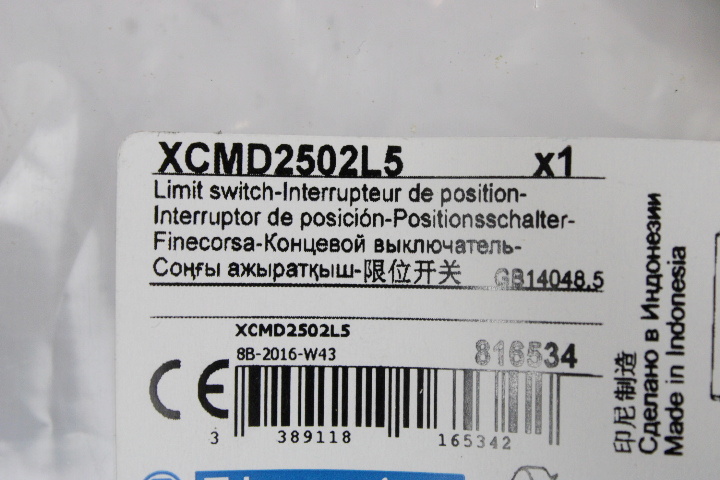 XCMD2502L5 x1
Limit switch-Interrupteur de position-
Interruptor de posición-Positionsschalter-
Finecorsa-Концевой выключатель-
Соңғы ажыратқыш-限位开关 GB14048.5
XCMD2502L5
8B-2016-W43 816534
CE
3 389118 165342
印尼制造
Сделано в Индонезии
Made in Indonesia